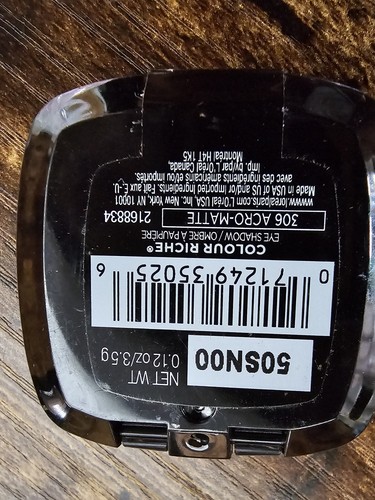 NET WT
0.12 oz/3.5 g
50SN00
0 71249 35025 6
COLOUR RICHE®
EYE SHADOW / OMBRE À PAUPIÈRE
306 ACRO-MATTE 2168834
www.lorealparis.com, L'Oréal USA, Inc. New York, NY 10001
Made in USA of US and/or Imported Ingredients. Fait aux É.-U.
avec des ingrédients américains et/ou importés.
Imp. by/par L'Oréal Canada,
Montréal H4T 1K5